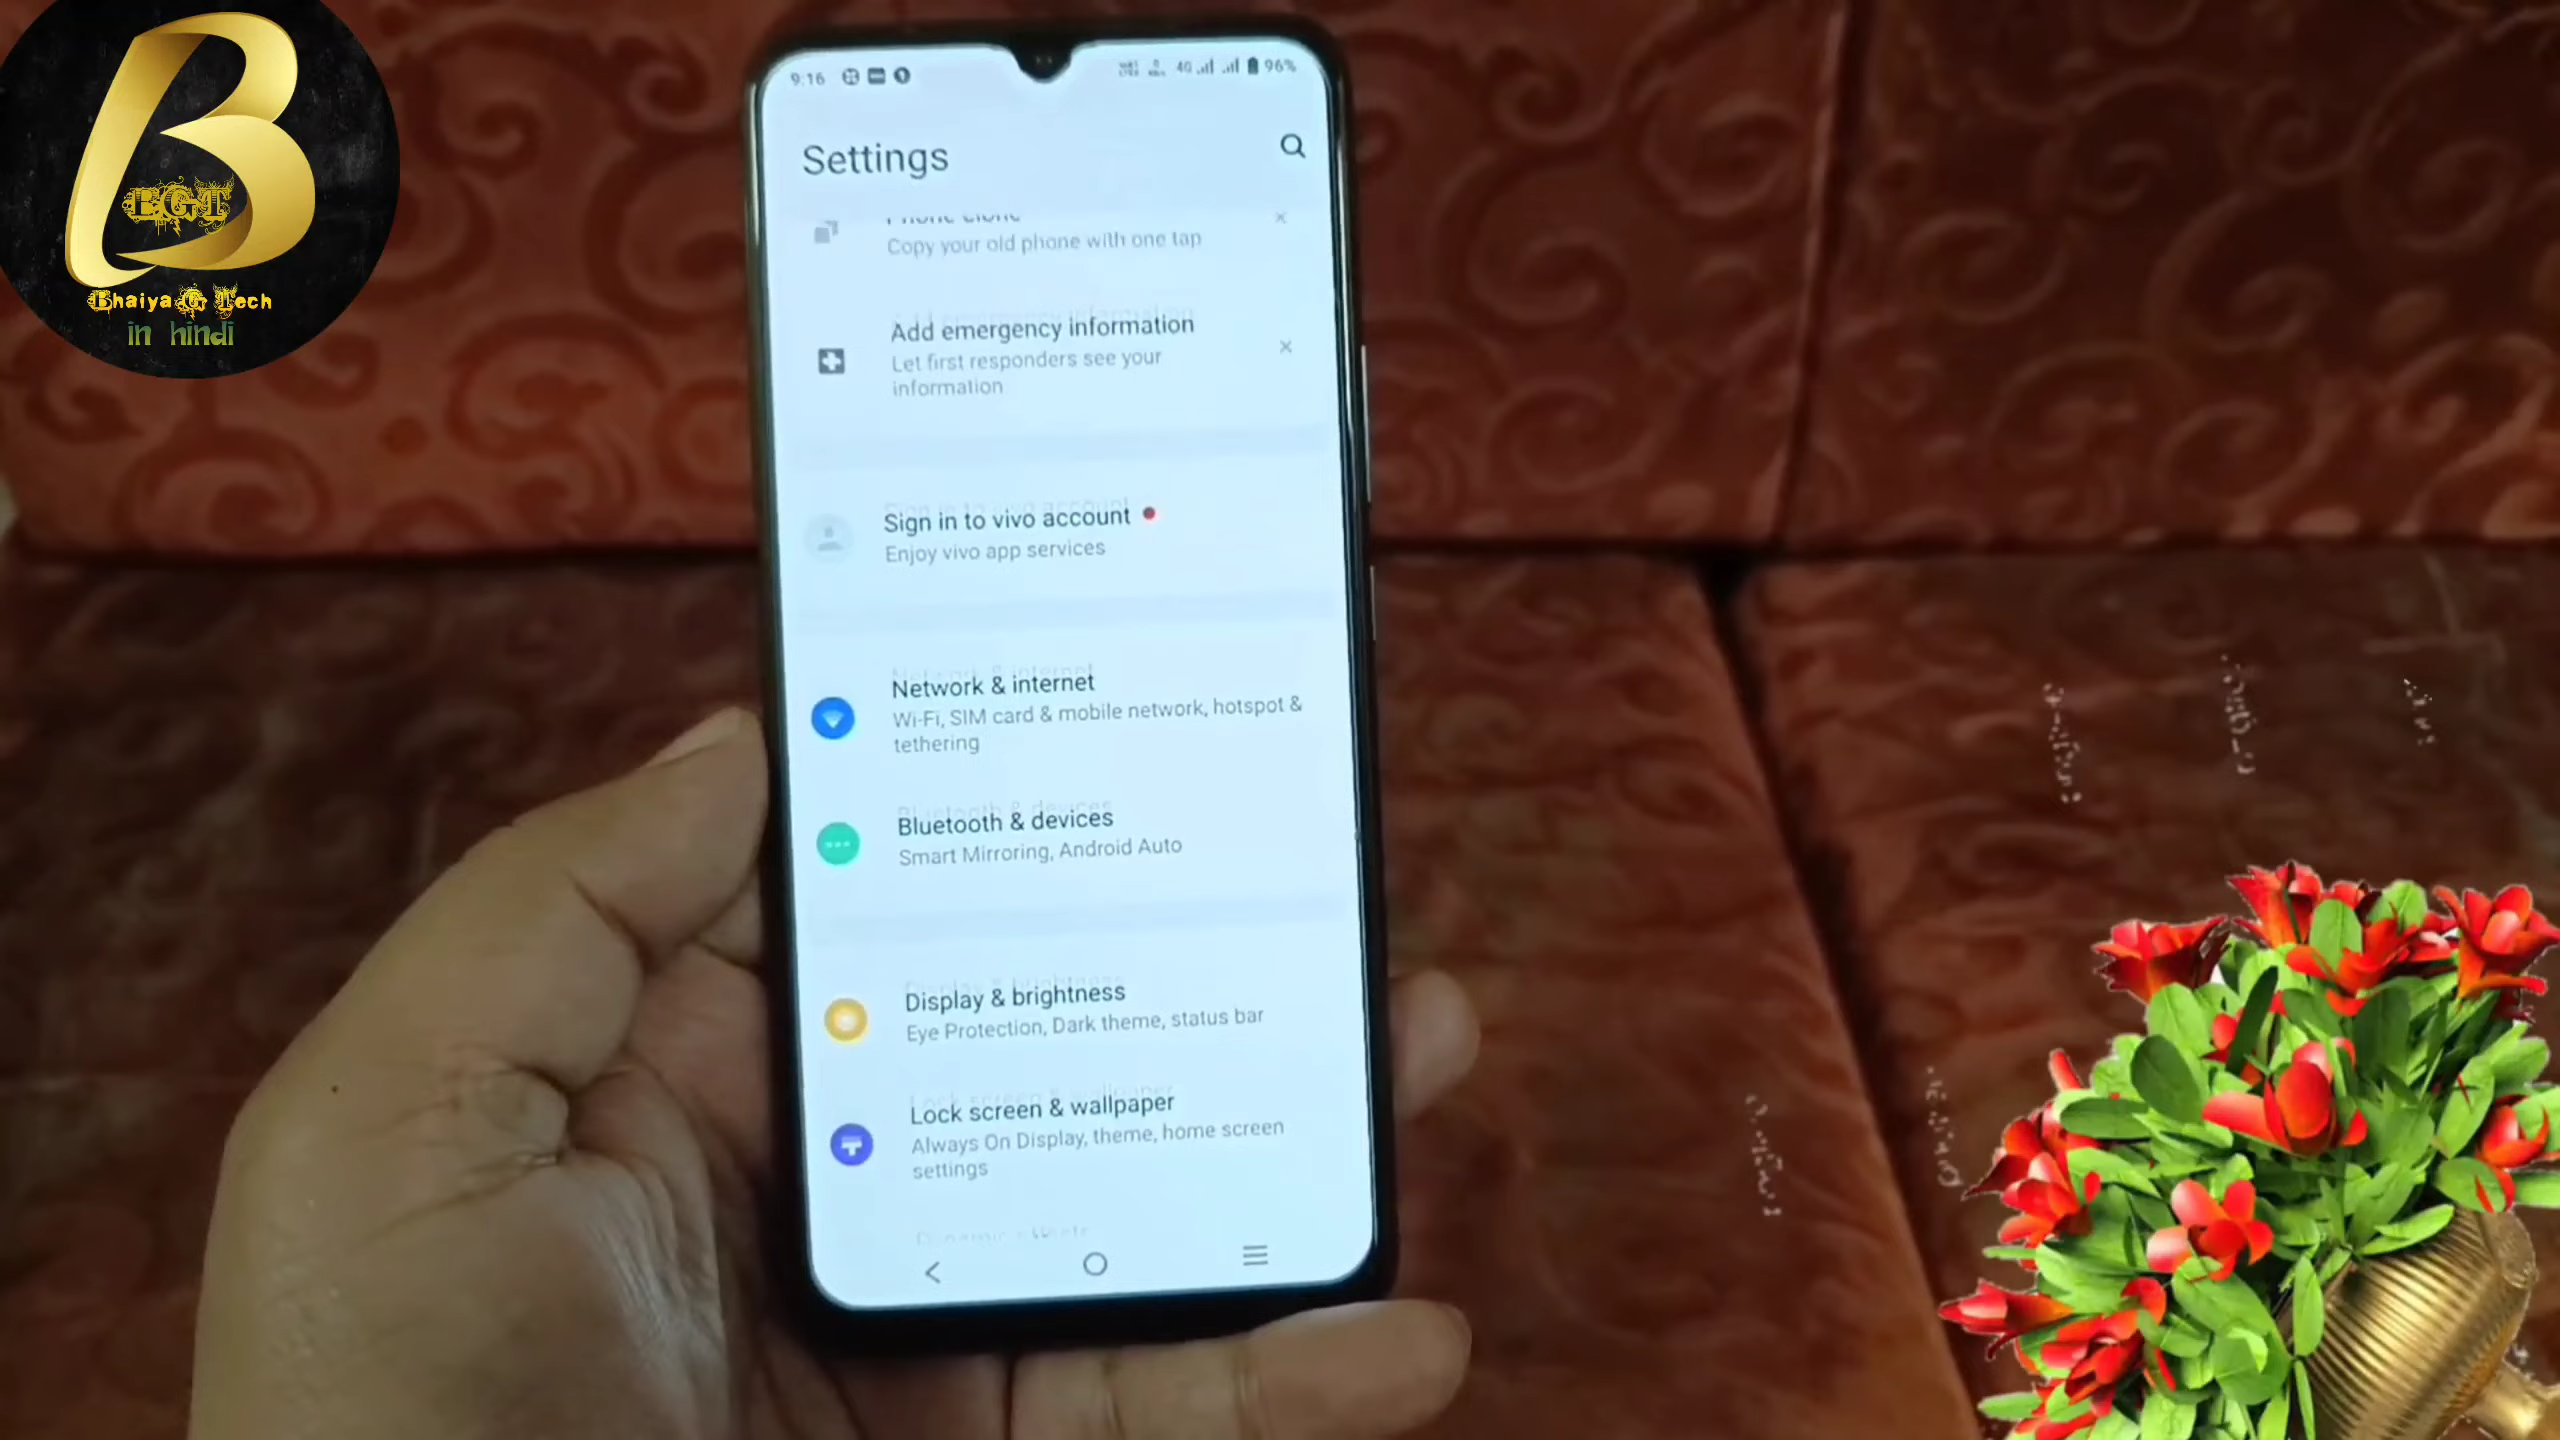 EGT
Bhaiya G Tech
in hindi
9:16
4G
96%
Settings
Copy your old phone with one tap
Add emergency information
Let first responders see your
information
Sign in to vivo account
Enjoy vivo app services
Network & internet
Wi-Fi, SIM card & mobile network, hotspot &
tethering
Bluetooth & devices
Smart Mirroring, Android Auto
Display & brightness
Eye Protection, Dark theme, status bar
Lock screen & wallpaper
Always On Display, theme, home screen
settings